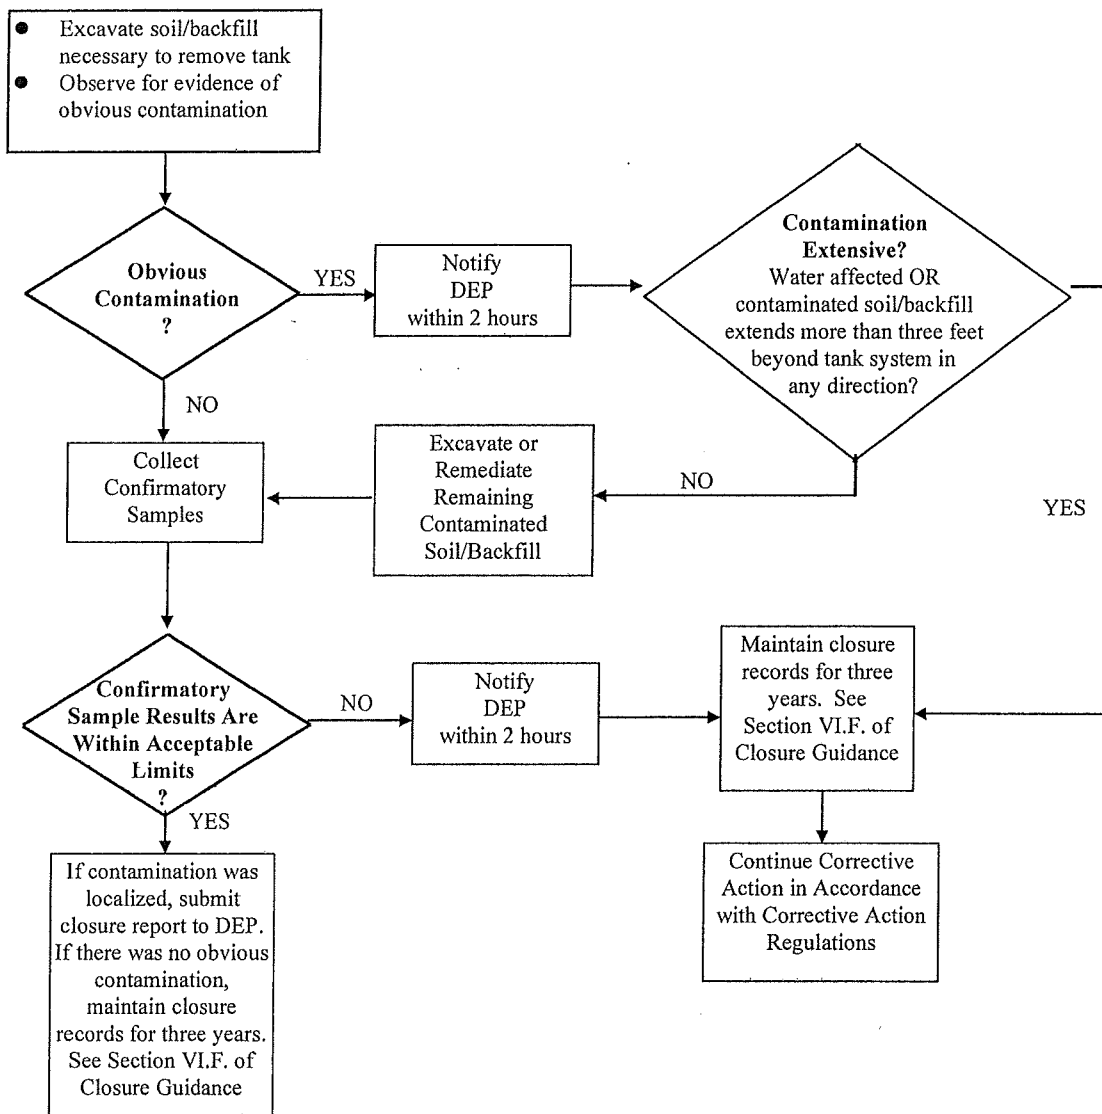 ● Excavate soil/backfill
necessary to remove tank
● Observe for evidence of
obvious contamination
Obvious
Contamination
?
YES
Notify
DEP
within 2 hours
Contamination
Extensive?
Water affected OR
contaminated soil/backfill
extends more than three feet
beyond tank system in
any direction?
NO
YES
NO
Excavate or
Remediate
Remaining
Contaminated
Soil/Backfill
Collect
Confirmatory
Samples
Confirmatory
Sample Results Are
Within Acceptable
Limits
?
NO
Notify
DEP
within 2 hours
Maintain closure
records for three
years.  See
Section VI.F. of
Closure Guidance
YES
If contamination was
localized, submit
closure report to DEP.
If there was no obvious
contamination,
maintain closure
records for three years.
See Section VI.F. of
Closure Guidance
Continue Corrective
Action in Accordance
with Corrective Action
Regulations